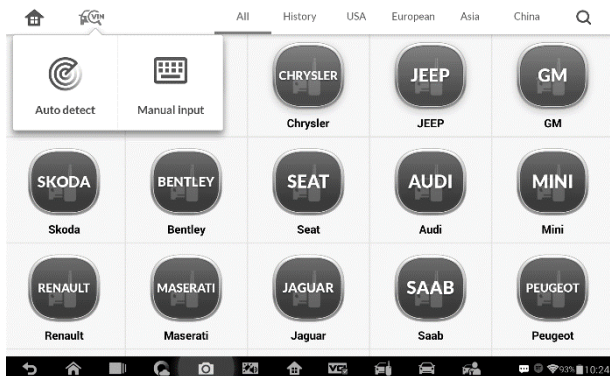 VIN All History USA European Asia China
Auto detect Manual input
CHRYSLER JEEP GM
Chrysler JEEP GM
SKODA BENTLEY SEAT AUDI MINI
Skoda Bentley Seat Audi Mini
RENAULT MASERATI JAGUAR SAAB PEUGEOT
Renault Maserati Jaguar Saab Peugeot
93% 10:24